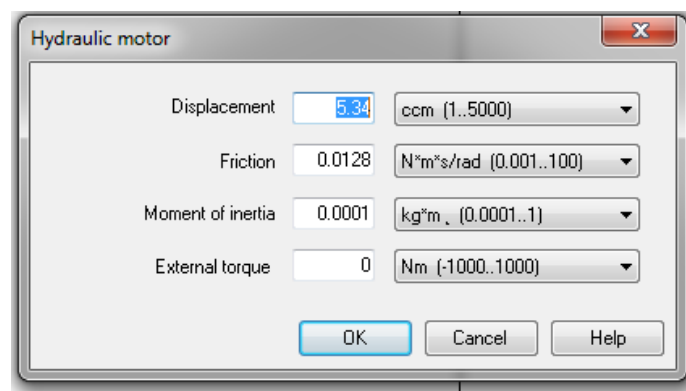 Hydraulic motor
Displacement 5.34 ccm (1..5000)
Friction 0.0128 N*m*s/rad (0.001..100)
Moment of inertia 0.0001 kg*m˛ (0.0001..1)
External torque 0 Nm (-1000..1000)
OK Cancel Help